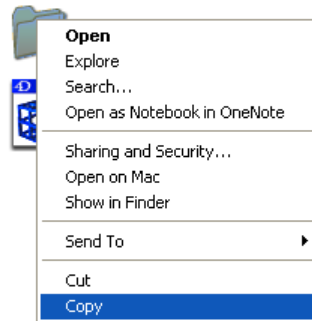 Open
Explore
Search...
Open as Notebook in OneNote
4D
Sharing and Security...
Open on Mac
Show in Finder
Send To
Cut
Copy